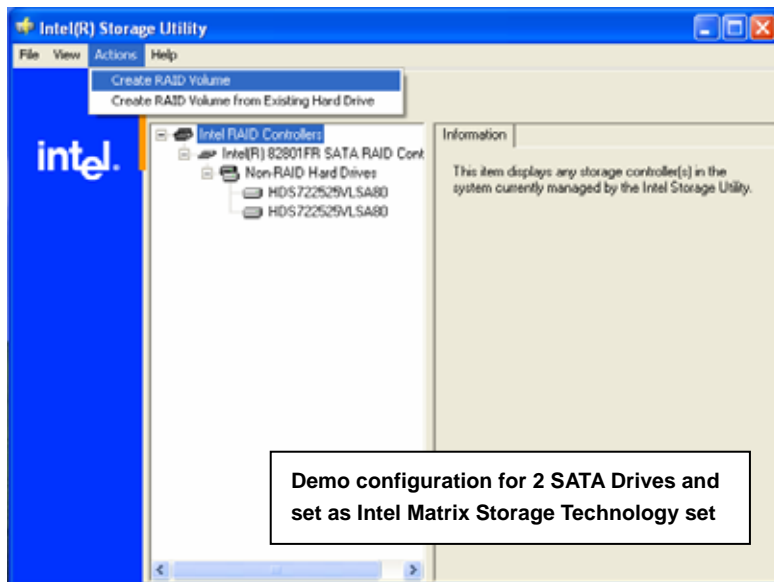 Intel(R) Storage Utility
File View Actions Help
Create RAID Volume
Create RAID Volume from Existing Hard Drive
intel.
Intel RAID Controllers
Intel(R) 82801FR SATA RAID Cont
Non-RAID Hard Drives
HDS722525VLSA80
HDS722525VLSA80
Information
This item displays any storage controller(s) in the
system currently managed by the Intel Storage Utility.
Demo configuration for 2 SATA Drives and
set as Intel Matrix Storage Technology set